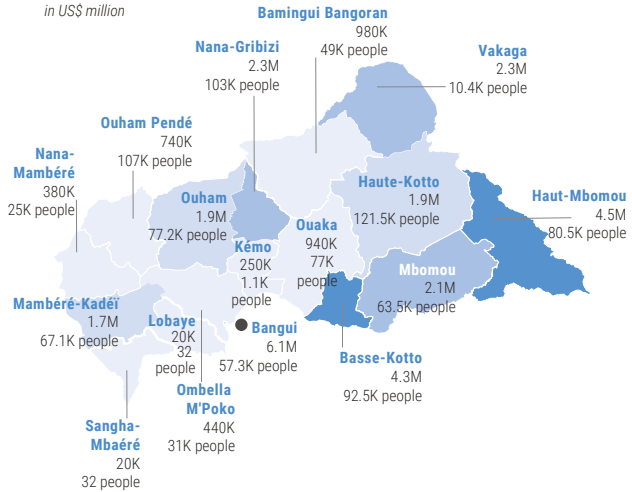 in US$ million
Bamingui Bangoran
980K
49K people
Nana-Gribizi
2.3M
103K people
Vakaga
2.3M
10.4K people
Ouham Pendé
740K
107K people
Nana-
Mambéré
380K
25K people
Ouham
1.9M
77.2K people
Haute-Kotto
1.9M
121.5K people
Haut-Mbomou
4.5M
80.5K people
Kémo
250K
1.1K
people
Ouaka
940K
77K
people
Mbomou
2.1M
63.5K people
Mambéré-Kadéï
1.7M
67.1K people
Lobaye
20K
32
people
Bangui
6.1M
57.3K people
Basse-Kotto
4.3M
92.5K people
Ombella
M'Poko
440K
31K people
Sangha-
Mbaéré
20K
32 people